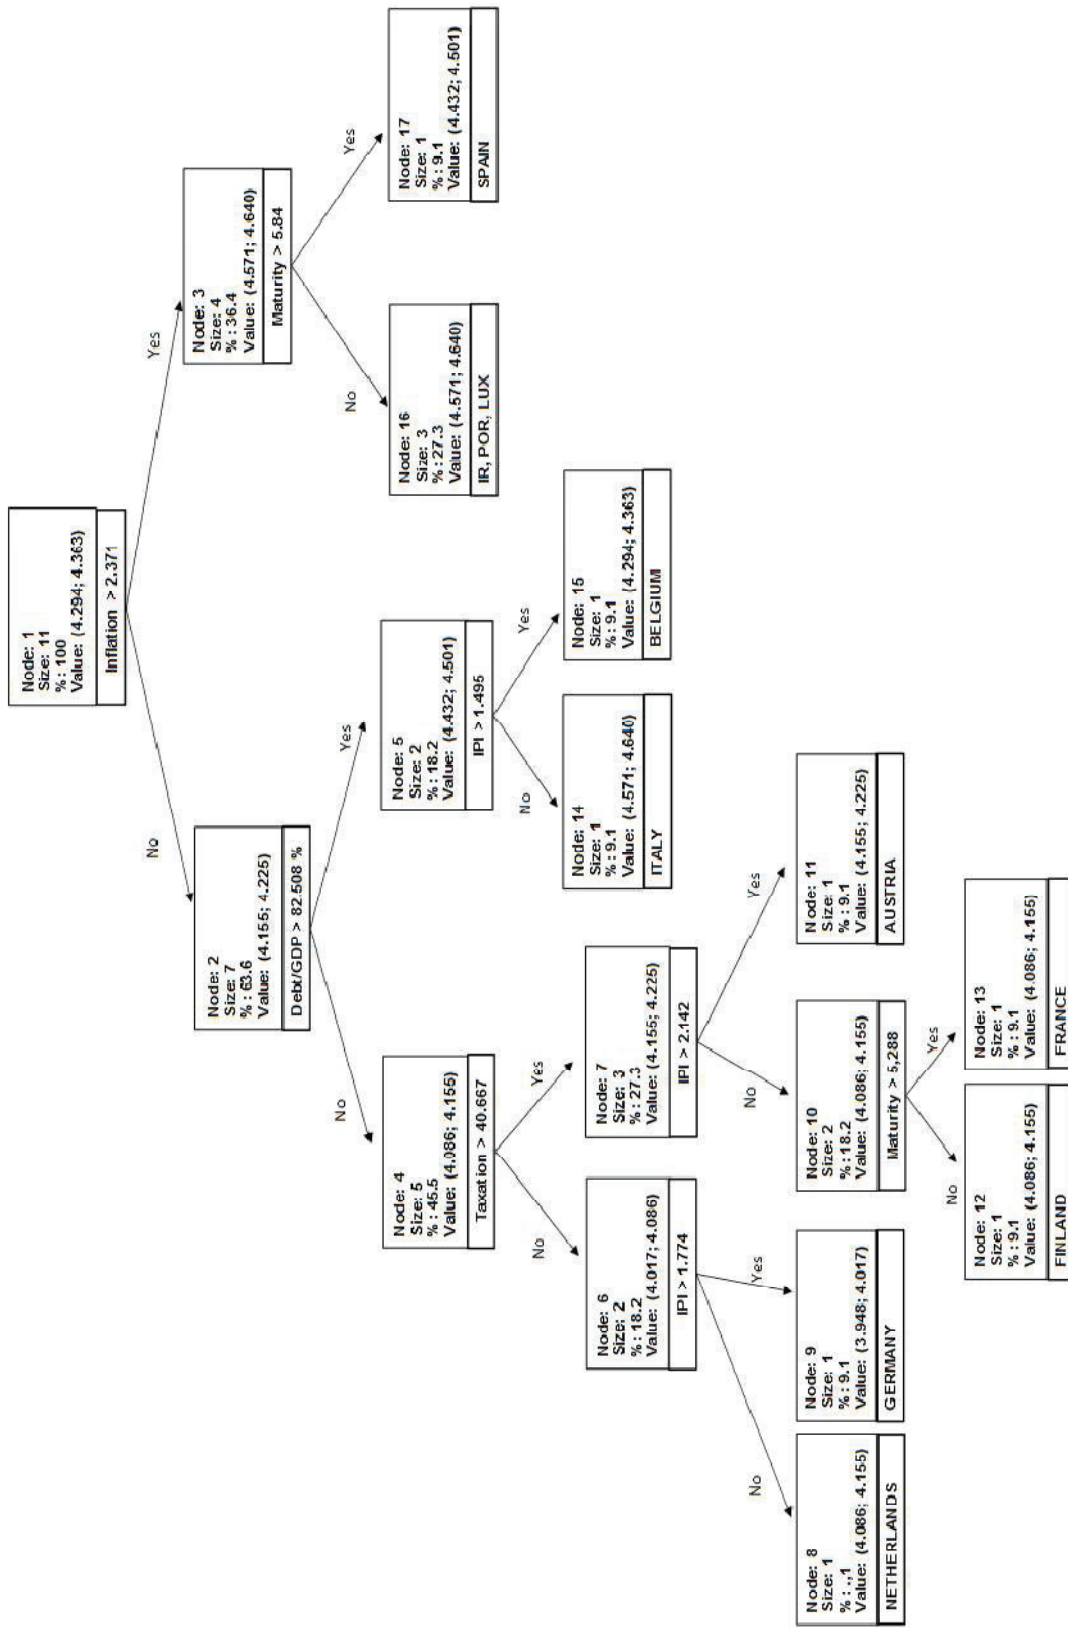 Node: 1
Size: 11
%: 100
Value: (4.294; 4.363)
Inflation > 2.371
No
Yes
Node: 2
Size: 7
%: 63.6
Value: (4.155; 4.225)
Debt/GDP > 82.508 %
Node: 3
Size: 4
%: 36.4
Value: (4.571; 4.640)
Maturity > 5.84
No
Yes
No
Yes
Node: 4
Size: 5
%: 45.5
Value: (4.086; 4.155)
Taxation > 40.667
Node: 5
Size: 2
%: 18.2
Value: (4.432; 4.501)
IPI > 1.495
Node: 16
Size: 3
%: 27.3
Value: (4.571; 4.640)
IR, POR, LUX
Node: 17
Size: 1
%: 9.1
Value: (4.432; 4.501)
SPAIN
No
Yes
No
Yes
Node: 6
Size: 2
%: 18.2
Value: (4.017; 4.086)
IPI > 1.774
Node: 7
Size: 3
%: 27.3
Value: (4.155; 4.225)
IPI > 2.142
Node: 14
Size: 1
%: 9.1
Value: (4.571; 4.640)
ITALY
Node: 15
Size: 1
%: 9.1
Value: (4.294; 4.363)
BELGIUM
No
Yes
No
Yes
Node: 8
Size: 1
%: .,1
Value: (4.086; 4.155)
NETHERLANDS
Node: 9
Size: 1
%: 9.1
Value: (3.948; 4.017)
GERMANY
Node: 10
Size: 2
%: 18.2
Value: (4.086; 4.155)
Maturity > 5,288
Node: 11
Size: 1
%: 9.1
Value: (4.155; 4.225)
AUSTRIA
No
Yes
Node: 12
Size: 1
%: 9.1
Value: (4.086; 4.155)
FINLAND
Node: 13
Size: 1
%: 9.1
Value: (4.086; 4.155)
FRANCE